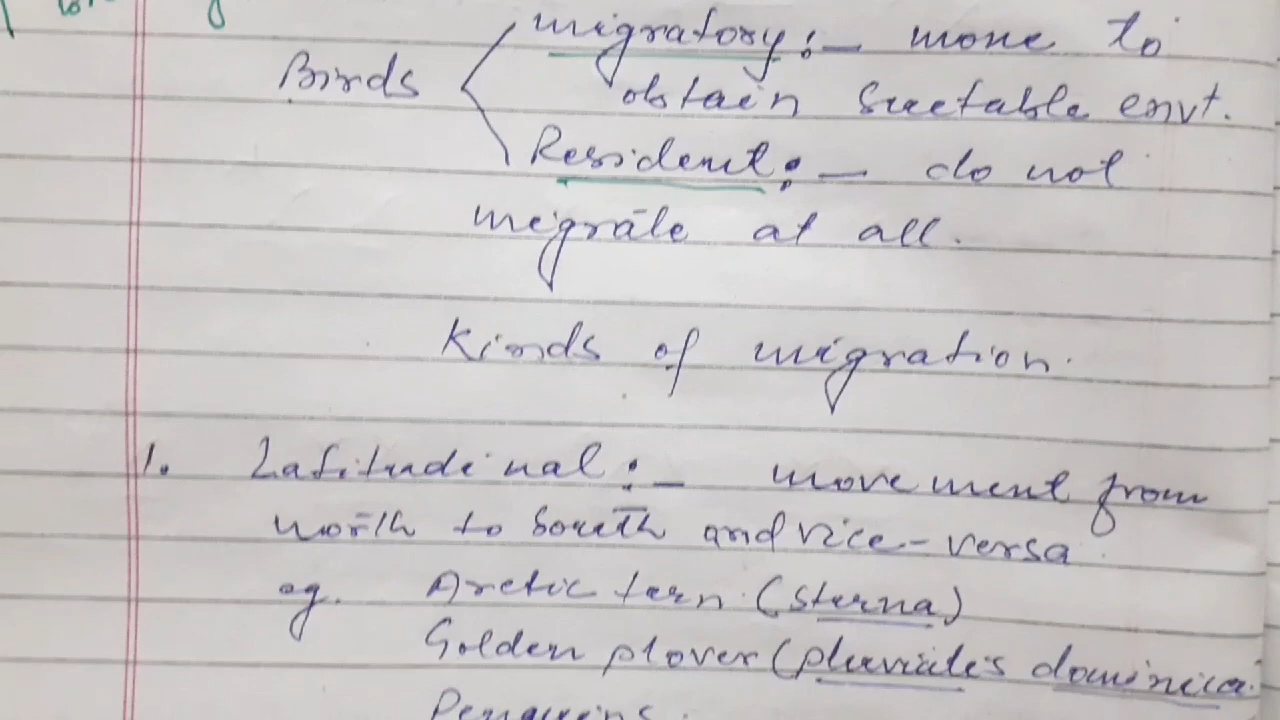 migratory :- move to
Birds
obtain suitable envt.
Resident :- do not
migrate at all.
Kinds of migration.
1. Latitudinal :- movement from
north to South and vice-versa.
eg. Arctic tern (sterna)
Golden plover (pluvialis dominica
Penguins.